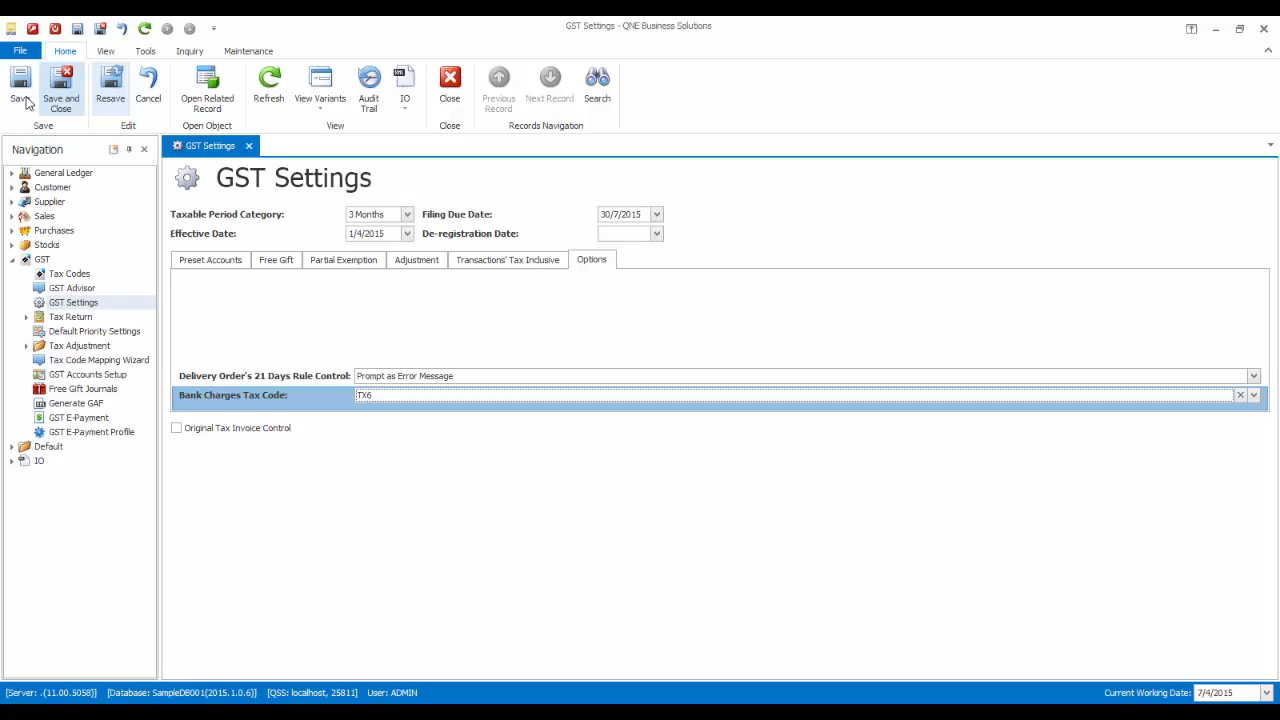 GST Settings - QNE Business Solutions
File Home View Tools Inquiry Maintenance
Save Save and Close Resave Cancel Open Related Record Refresh View Variants Audit Trail IO Close Previous Record Next Record Search
Save Edit Open Object View Close Records Navigation
Navigation
General Ledger
Customer
Supplier
Sales
Purchases
Stocks
GST
Tax Codes
GST Advisor
GST Settings
Tax Return
Default Priority Settings
Tax Adjustment
Tax Code Mapping Wizard
GST Accounts Setup
Free Gift Journals
Generate GAF
GST E-Payment
GST E-Payment Profile
Default
IO
GST Settings
GST Settings
Taxable Period Category: 3 Months Filing Due Date: 30/7/2015
Effective Date: 1/4/2015 De-registration Date:
Preset Accounts Free Gift Partial Exemption Adjustment Transactions' Tax Inclusive Options
Delivery Order's 21 Days Rule Control: Prompt as Error Message
Bank Charges Tax Code: TX6
Original Tax Invoice Control
[Server: .(11.00.5058)] [Database: SampleDB001(2015.1.0.6)] [QSS: localhost, 25811] User: ADMIN Current Working Date: 7/4/2015